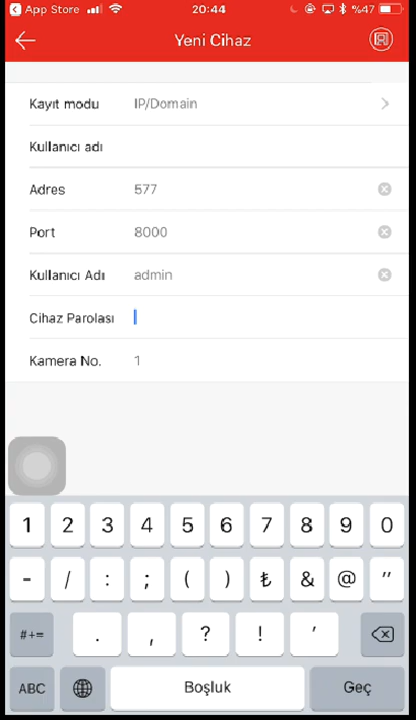 App Store 20:44 %47
Yeni Cihaz
Kayıt modu IP/Domain
Kullanıcı adı
Adres 577
Port 8000
Kullanıcı Adı admin
Cihaz Parolası
Kamera No. 1
1 2 3 4 5 6 7 8 9 0
- / : ; ( ) ₺ & @ "
#+= . , ? ! '
ABC Boşluk Geç